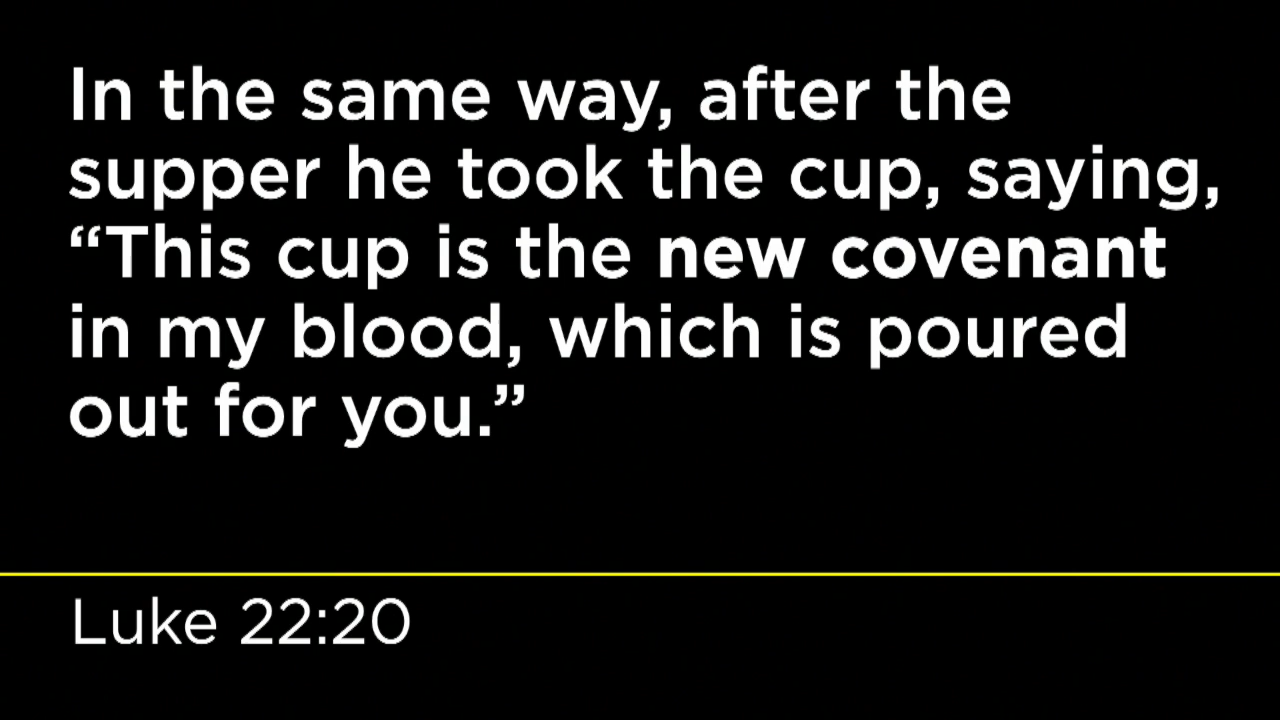 In the same way, after the
supper he took the cup, saying,
“This cup is the new covenant
in my blood, which is poured
out for you.”
Luke 22:20